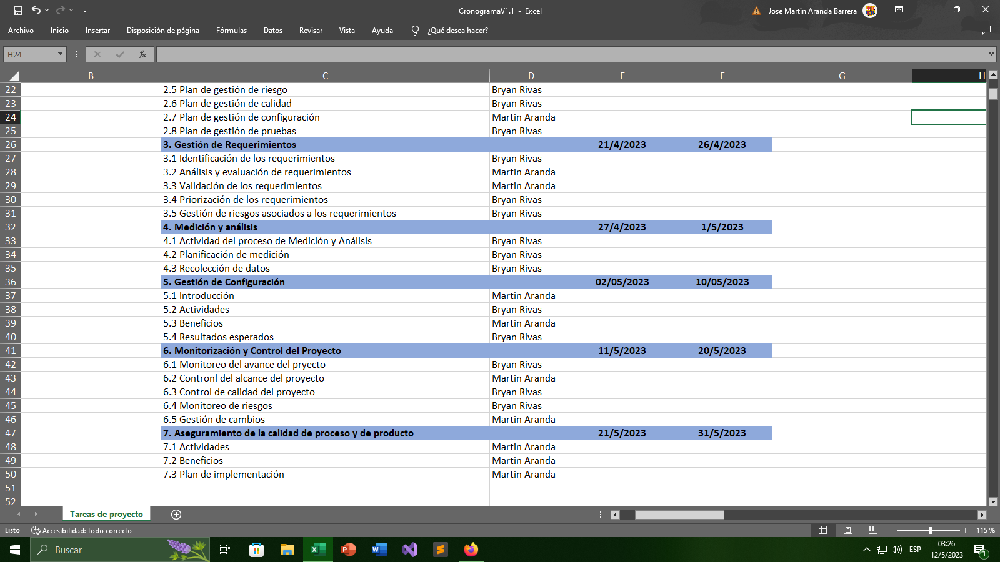 CronogramaV1.1 - Excel
Jose Martin Aranda Barrera
Archivo Inicio Insertar Disposición de página Fórmulas Datos Revisar Vista Ayuda ¿Qué desea hacer?
H24 fx
B C D E F G H
22 2.5 Plan de gestión de riesgo Bryan Rivas
23 2.6 Plan de gestión de calidad Bryan Rivas
24 2.7 Plan de gestión de configuración Martin Aranda
25 2.8 Plan de gestión de pruebas Bryan Rivas
26 3. Gestión de Requerimientos 21/4/2023 26/4/2023
27 3.1 Identificación de los requerimientos Bryan Rivas
28 3.2 Análisis y evaluación de requerimientos Martin Aranda
29 3.3 Validación de los requerimientos Martin Aranda
30 3.4 Priorización de los requerimientos Bryan Rivas
31 3.5 Gestión de riesgos asociados a los requerimientos Bryan Rivas
32 4. Medición y análisis 27/4/2023 1/5/2023
33 4.1 Actividad del proceso de Medición y Análisis Bryan Rivas
34 4.2 Planificación de medición Bryan Rivas
35 4.3 Recolección de datos Bryan Rivas
36 5. Gestión de Configuración 02/05/2023 10/05/2023
37 5.1 Introducción Martin Aranda
38 5.2 Actividades Bryan Rivas
39 5.3 Beneficios Martin Aranda
40 5.4 Resultados esperados Bryan Rivas
41 6. Monitorización y Control del Proyecto 11/5/2023 20/5/2023
42 6.1 Monitoreo del avance del pryecto Bryan Rivas
43 6.2 Contronl del alcance del proyecto Martin Aranda
44 6.3 Control de calidad del proyecto Bryan Rivas
45 6.4 Monitoreo de riesgos Bryan Rivas
46 6.5 Gestión de cambios Martin Aranda
47 7. Aseguramiento de la calidad de proceso y de producto 21/5/2023 31/5/2023
48 7.1 Actividades Martin Aranda
49 7.2 Beneficios Martin Aranda
50 7.3 Plan de implementación Martin Aranda
51
52
Tareas de proyecto
Listo Accesibilidad: todo correcto 115 %
Buscar
ESP
03:26
12/5/2023
1